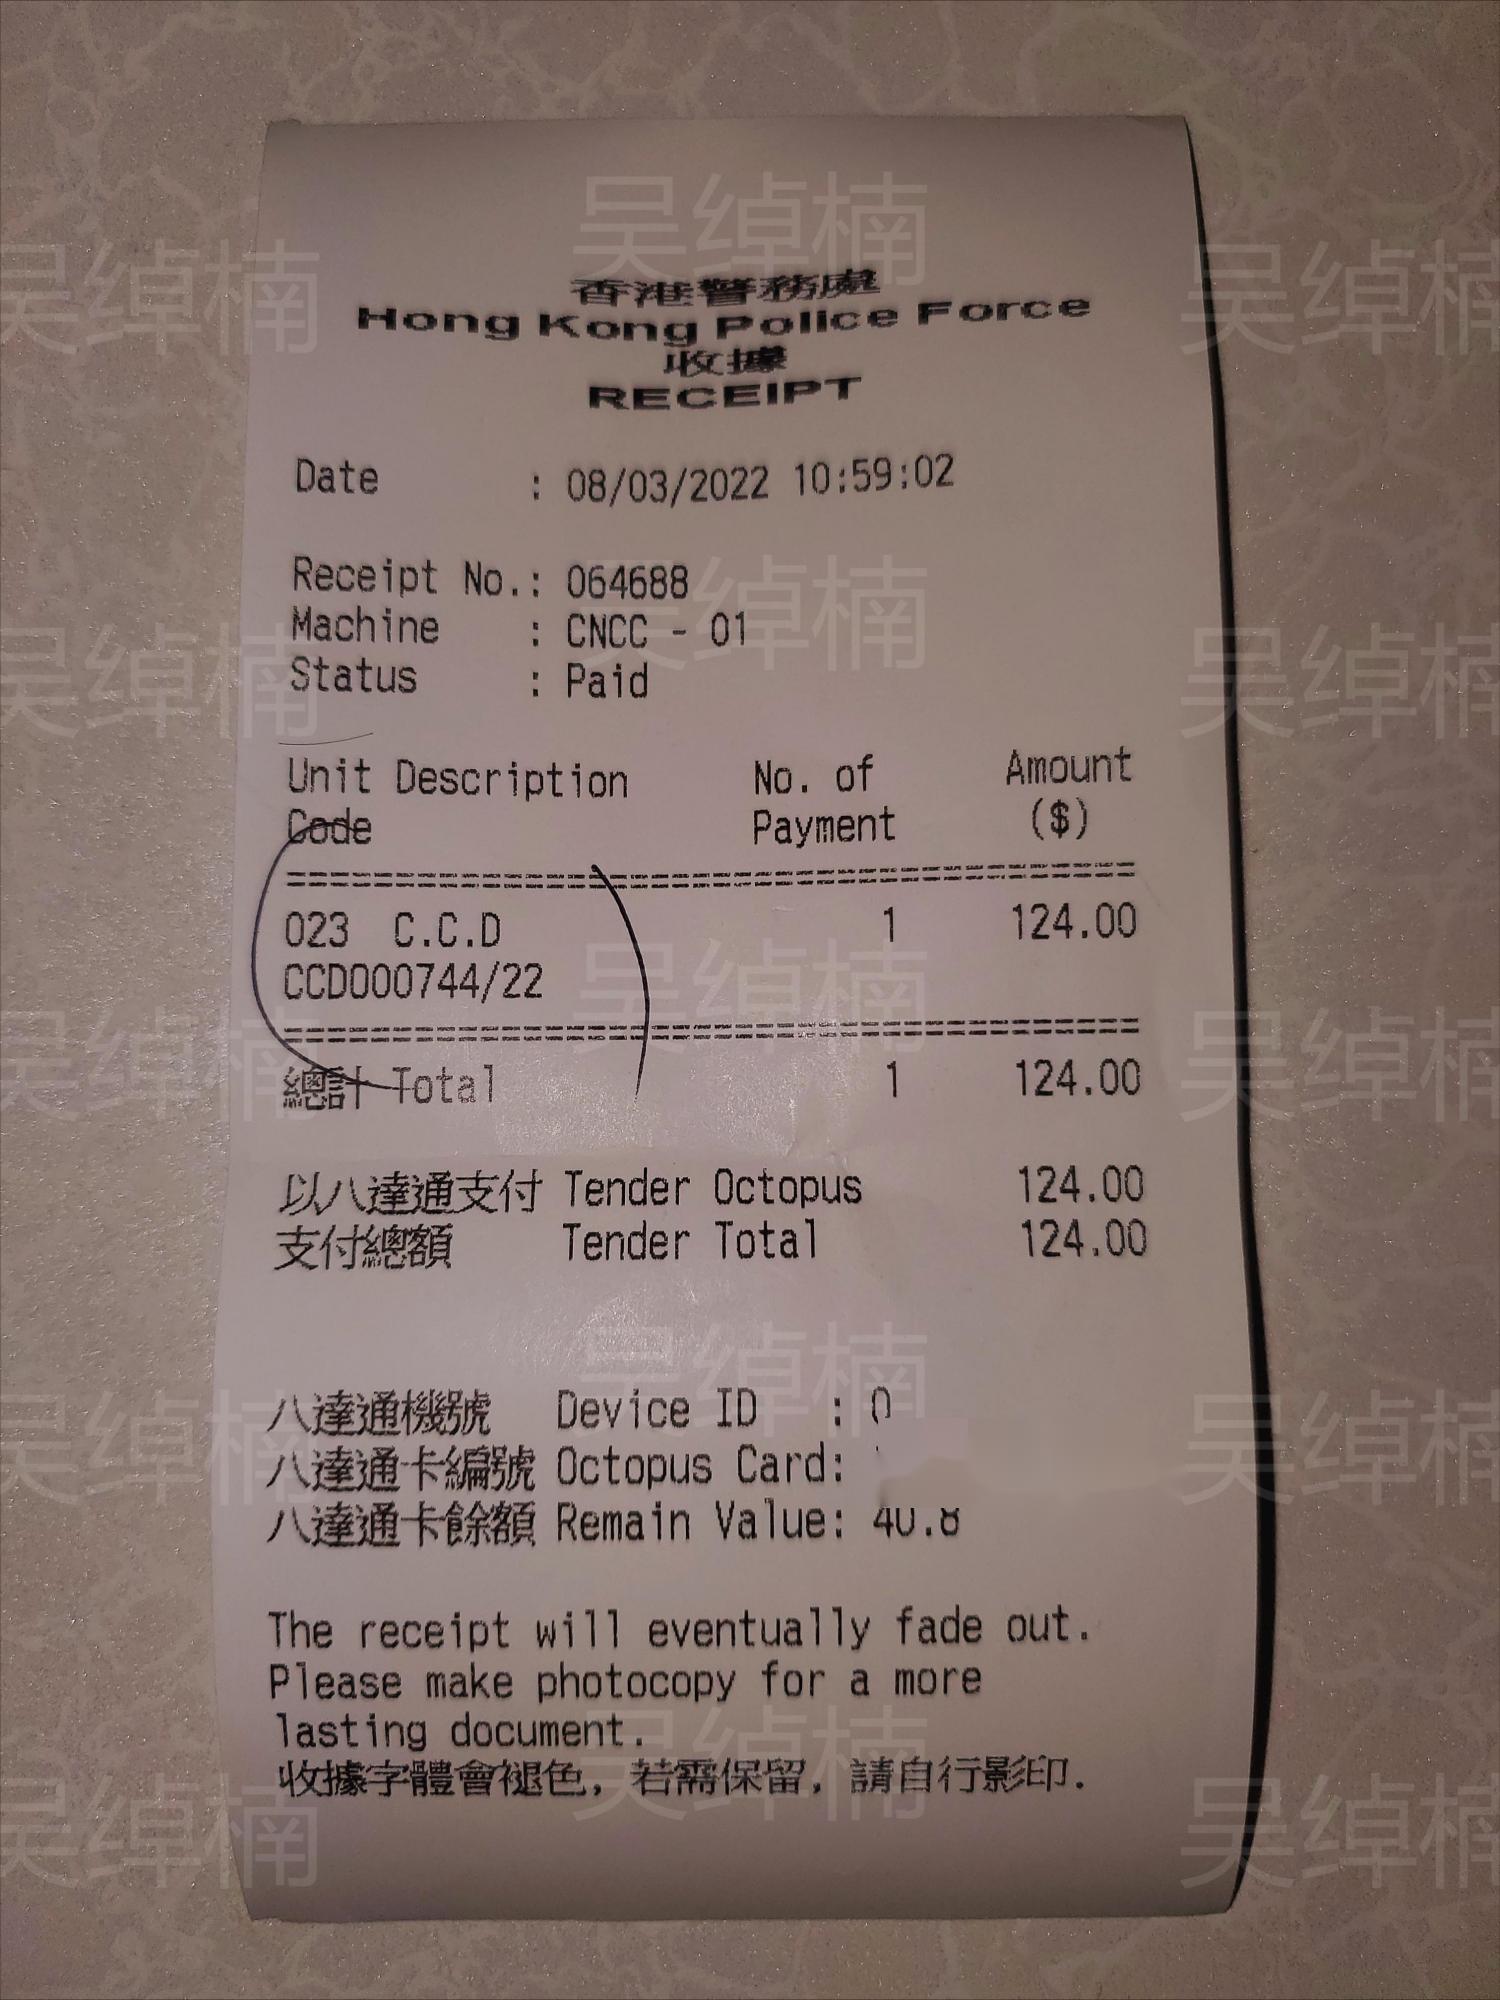 香港警務處
Hong Kong Police Force
收據
RECEIPT
Date : 08/03/2022 10:59:02
Receipt No.: 064688
Machine : CNCC - 01
Status : Paid
Unit Description No. of Amount
Code Payment ($)
023 C.C.D 1 124.00
CCD000744/22
總計 Total 1 124.00
以八達通支付 Tender Octopus 124.00
支付總額 Tender Total 124.00
八達通機號 Device ID : 0
八達通卡編號 Octopus Card:
八達通卡餘額 Remain Value: 40.8
The receipt will eventually fade out.
Please make photocopy for a more
lasting document.
收據字體會褪色, 若需保留, 請自行影印.
吴绰楠